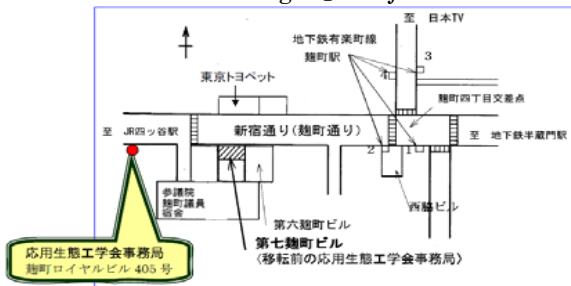 至 日本TV
地下鉄有楽町線
麹町駅
3
4
東京トヨペット
麹町四丁目交差点
至 JR四ッ谷駅
新宿通り(麹町通り)
至 地下鉄半蔵門駅
2
1
参議院
麹町議員
宿舎
第六麹町ビル
西脇ビル
第七麹町ビル
(移転前の応用生態工学会事務局)
応用生態工学会事務局
麹町ロイヤルビル 405 号